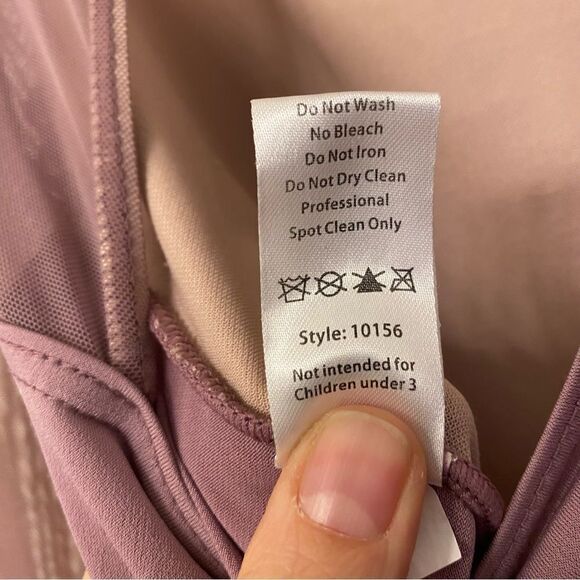 Do Not Wash
No Bleach
Do Not Iron
Do Not Dry Clean
Professional
Spot Clean Only
Style: 10156
Not intended for
Children under 3